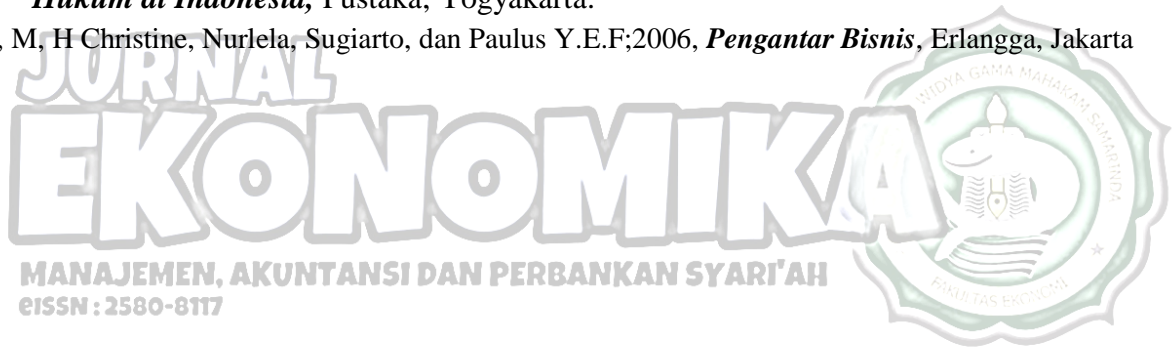 Hukum di Indonesia, Pustaka, Yogyakarta.
, M, H Christine, Nurlela, Sugiarto, dan Paulus Y.E.F;2006, Pengantar Bisnis, Erlangga, Jakarta
JURNAL
EKONOMIKA
MANAJEMEN, AKUNTANSI DAN PERBANKAN SYARI'AH
eISSN : 2580-8117
WIDYA GAMA MAHAKAM SAMARINDA
FAKULTAS EKONOMI